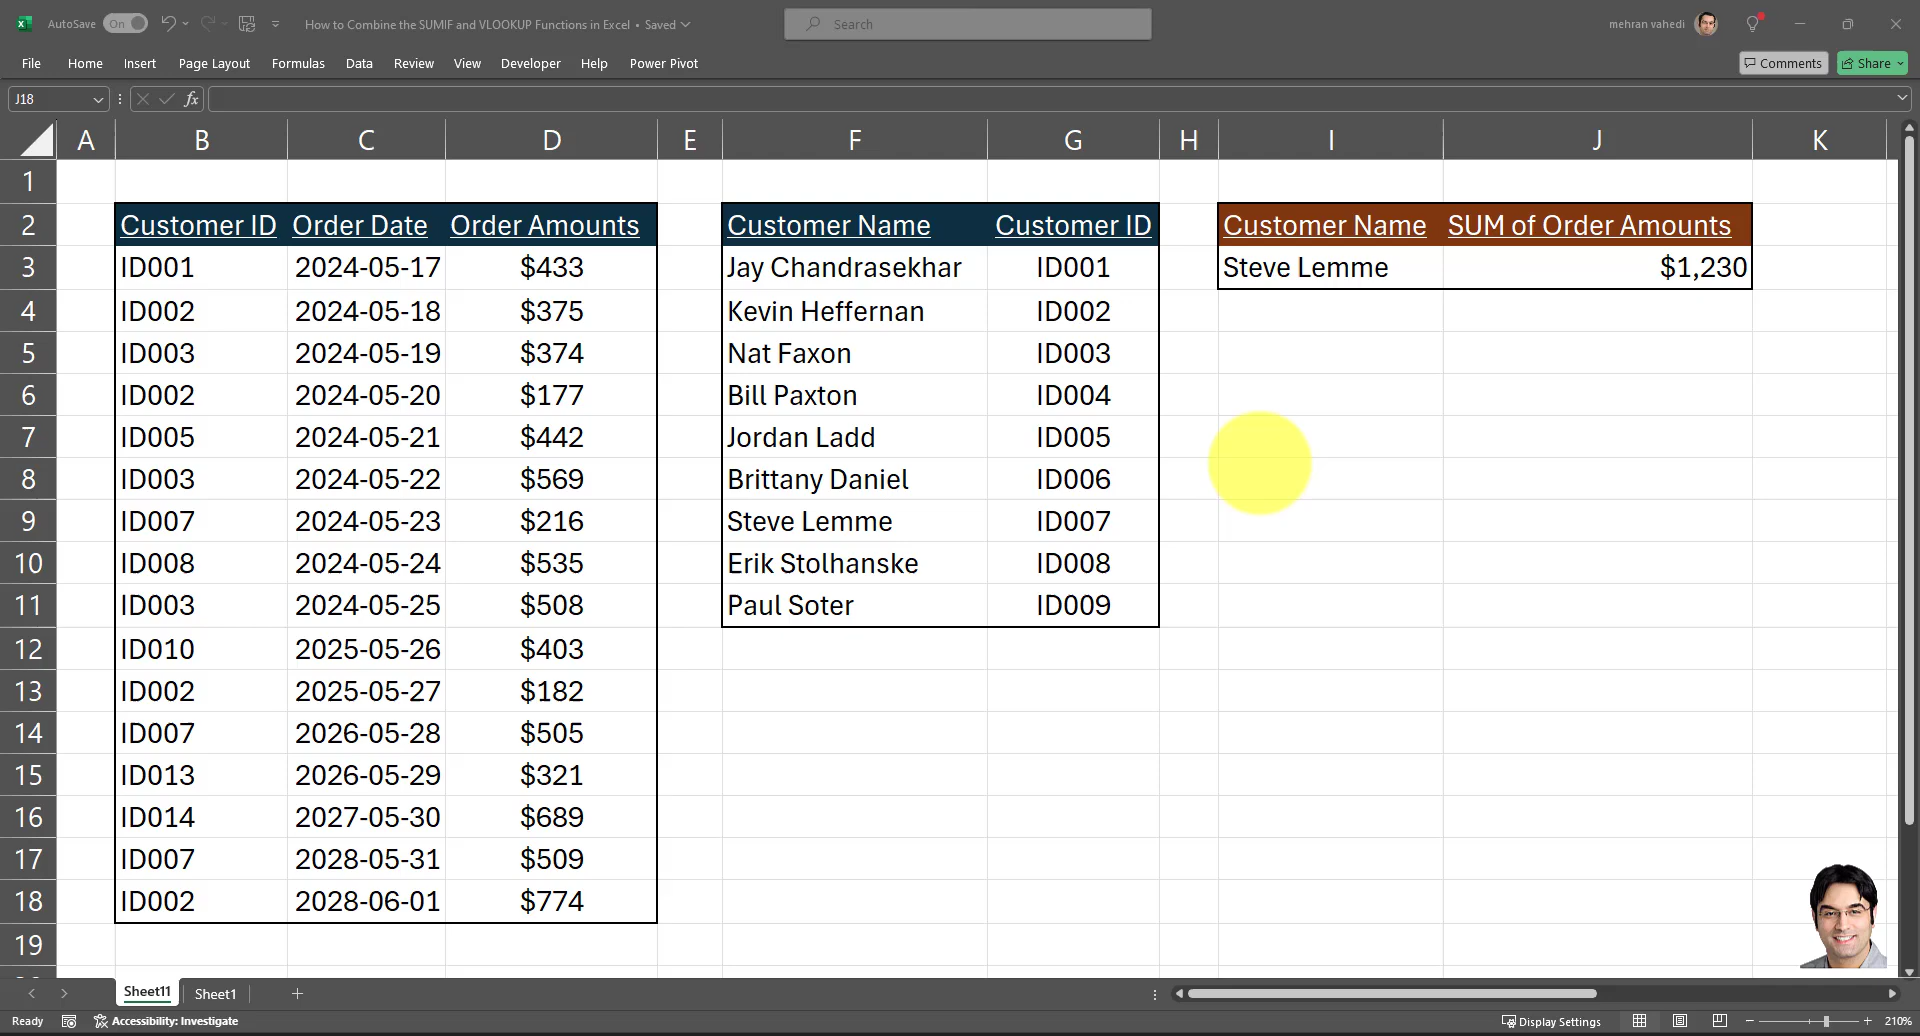 AutoSave On How to Combine the SUMIF and VLOOKUP Functions in Excel • Saved Search mehran vahedi
File Home Insert Page Layout Formulas Data Review View Developer Help Power Pivot Comments Share
J18 fx
A B C D E F G H I J K
1
2 Customer ID Order Date Order Amounts Customer Name Customer ID Customer Name SUM of Order Amounts
3 ID001 2024-05-17 $433 Jay Chandrasekhar ID001 Steve Lemme $1,230
4 ID002 2024-05-18 $375 Kevin Heffernan ID002
5 ID003 2024-05-19 $374 Nat Faxon ID003
6 ID002 2024-05-20 $177 Bill Paxton ID004
7 ID005 2024-05-21 $442 Jordan Ladd ID005
8 ID003 2024-05-22 $569 Brittany Daniel ID006
9 ID007 2024-05-23 $216 Steve Lemme ID007
10 ID008 2024-05-24 $535 Erik Stolhanske ID008
11 ID003 2024-05-25 $508 Paul Soter ID009
12 ID010 2025-05-26 $403
13 ID002 2025-05-27 $182
14 ID007 2026-05-28 $505
15 ID013 2026-05-29 $321
16 ID014 2027-05-30 $689
17 ID007 2028-05-31 $509
18 ID002 2028-06-01 $774
19
Sheet11 Sheet1
Ready Accessibility: Investigate Display Settings 210%